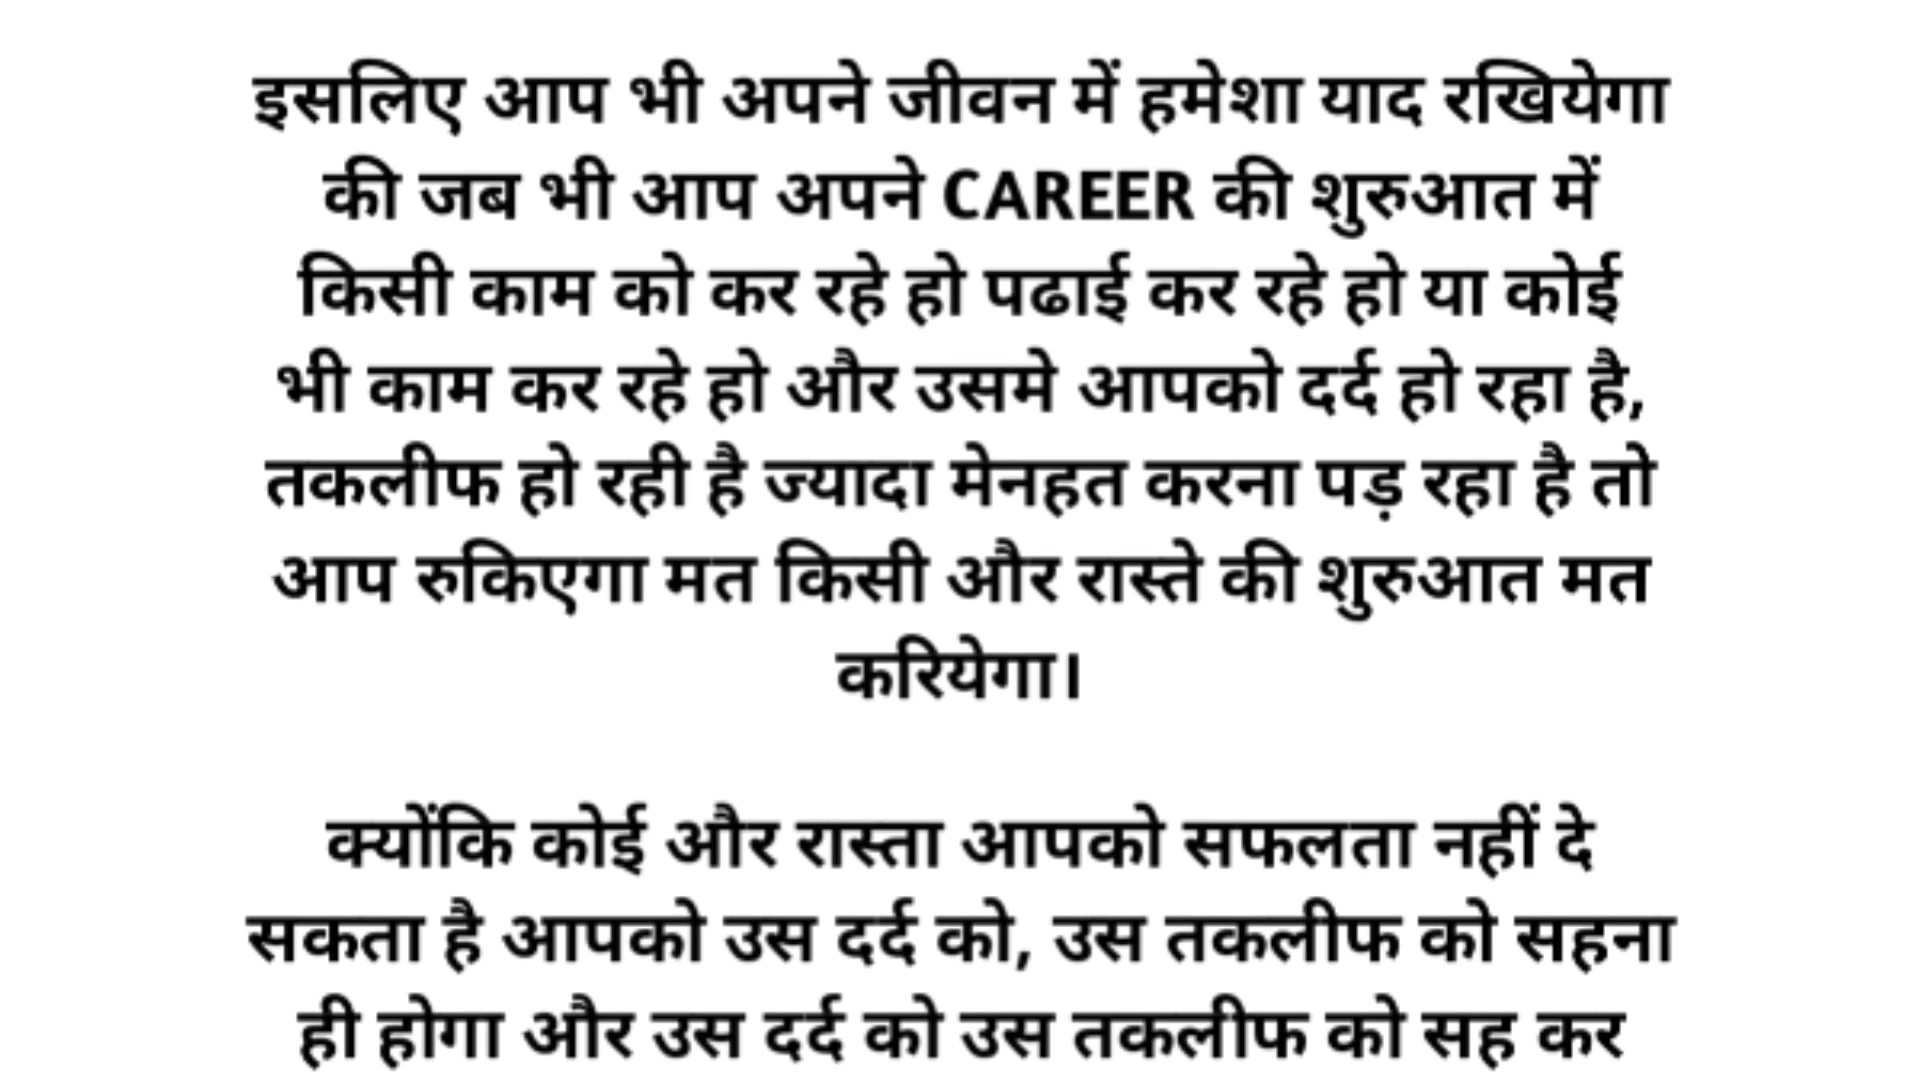 इसलिए आप भी अपने जीवन में हमेशा याद रखियेगा
की जब भी आप अपने CAREER की शुरुआत में
किसी काम को कर रहे हो पढाई कर रहे हो या कोई
भी काम कर रहे हो और उसमे आपको दर्द हो रहा है,
तकलीफ हो रही है ज्यादा मेनहत करना पड़ रहा है तो
आप रुकिएगा मत किसी और रास्ते की शुरुआत मत
करियेगा।
क्योंकि कोई और रास्ता आपको सफलता नहीं दे
सकता है आपको उस दर्द को, उस तकलीफ को सहना
ही होगा और उस दर्द को उस तकलीफ को सह कर